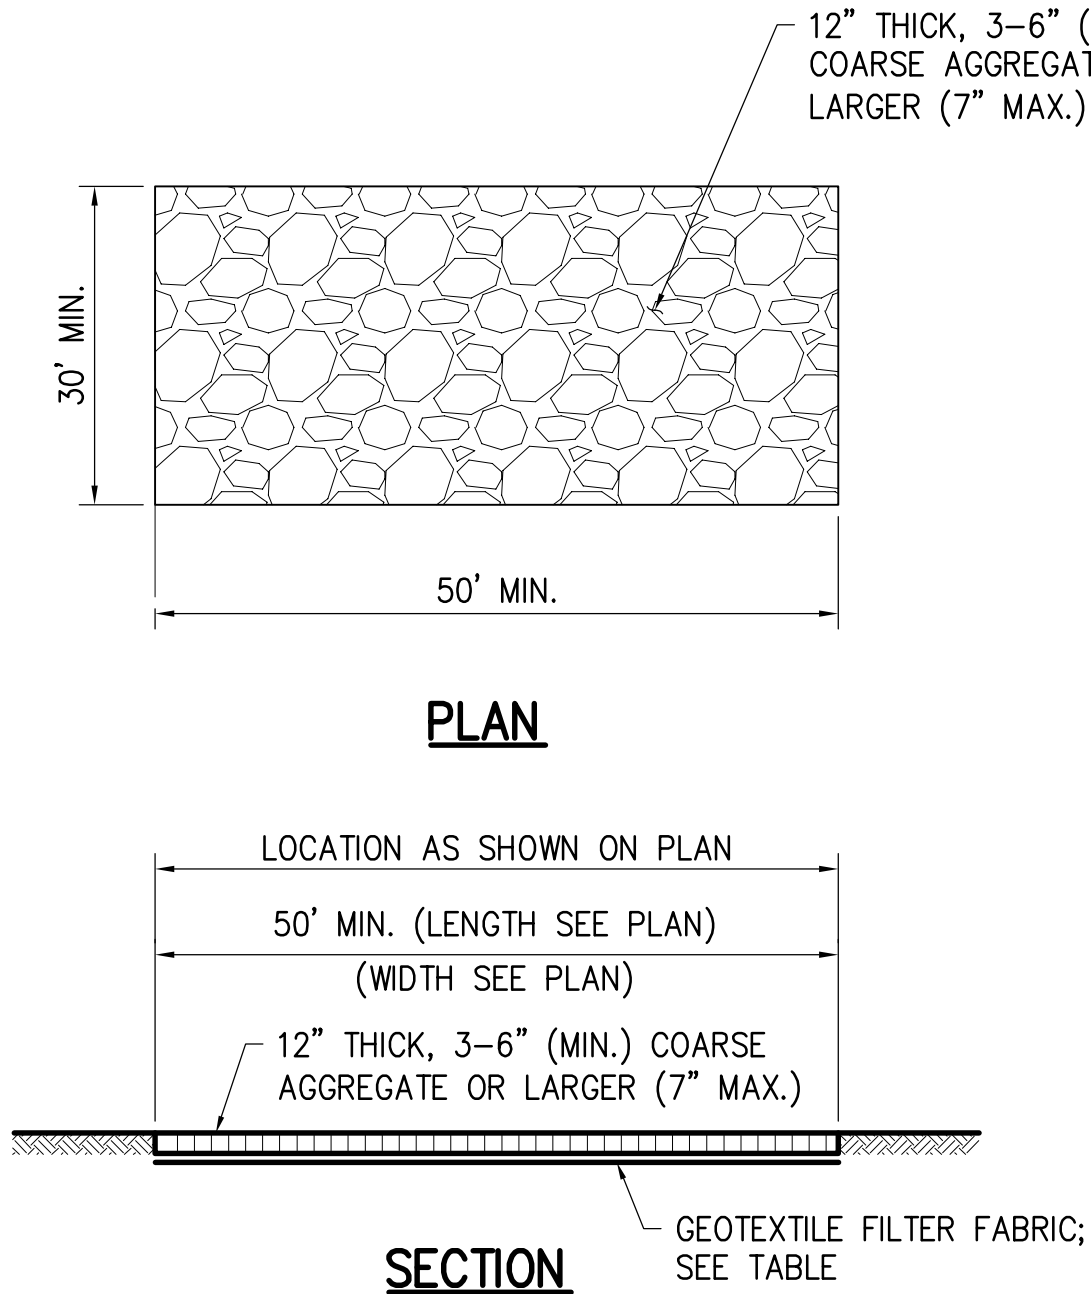 12” THICK, 3–6” (
COARSE AGGREGAT
LARGER (7” MAX.)
30’ MIN.
50’ MIN.
PLAN
LOCATION AS SHOWN ON PLAN
50’ MIN. (LENGTH SEE PLAN)
(WIDTH SEE PLAN)
12” THICK, 3–6” (MIN.) COARSE
AGGREGATE OR LARGER (7” MAX.)
GEOTEXTILE FILTER FABRIC;
SEE TABLE
SECTION